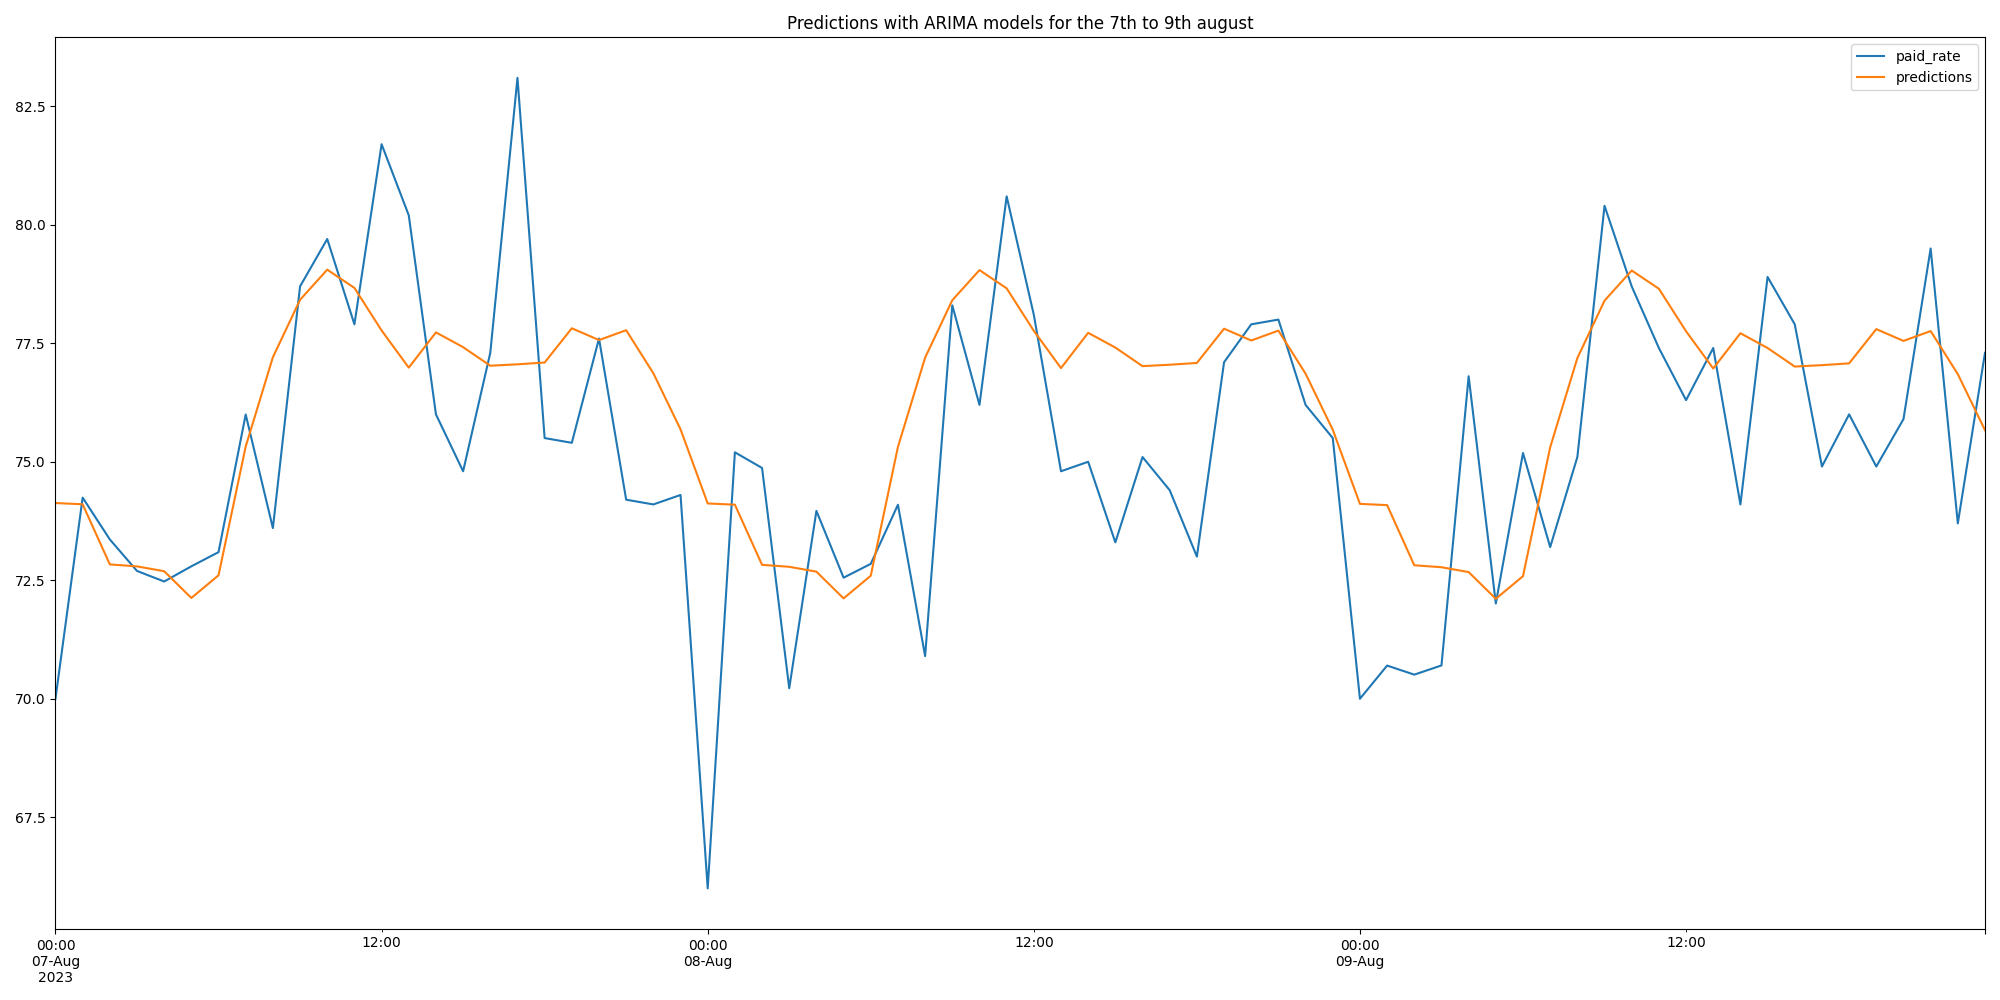 Predictions with ARIMA models for the 7th to 9th august
paid_rate
predictions
82.5
80.0
77.5
75.0
72.5
70.0
67.5
00:00
07-Aug
2023
12:00
00:00
08-Aug
12:00
00:00
09-Aug
12:00